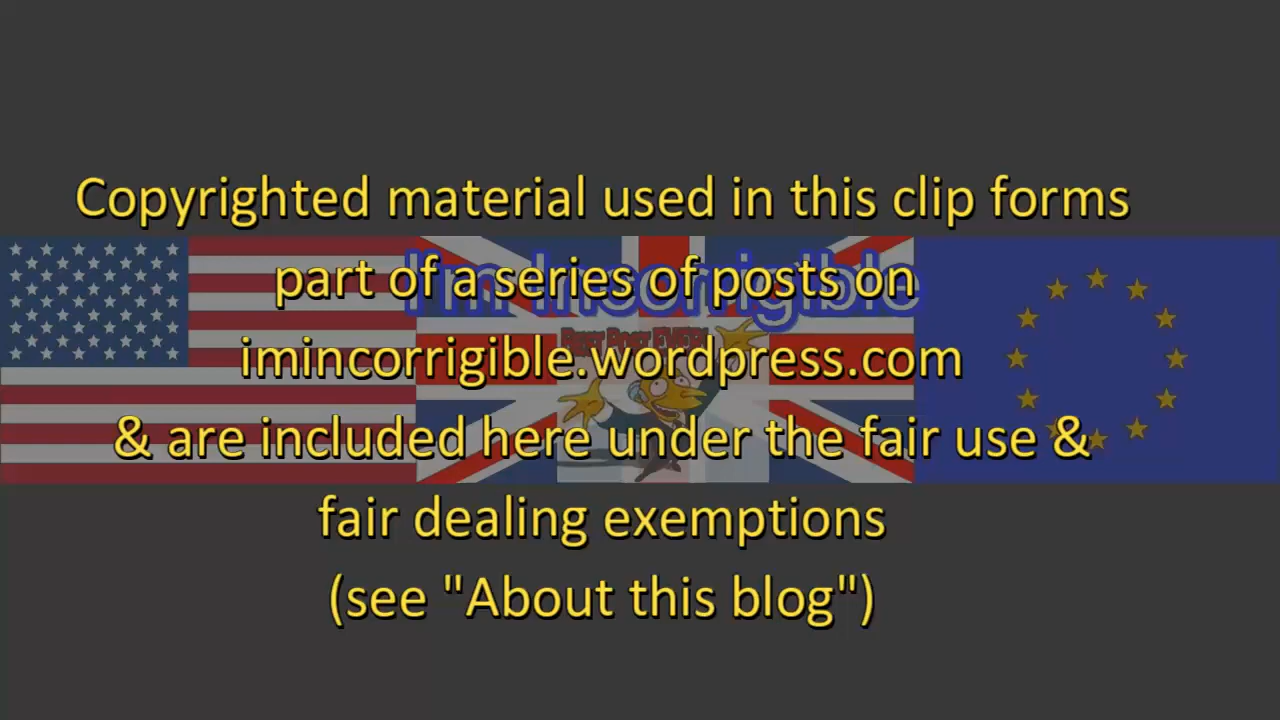 Copyrighted material used in this clip forms
part of a series of posts on
I'm Incorrigible
imincorrigible.wordpress.com
& are included here under the fair use &
fair dealing exemptions
(see "About this blog")